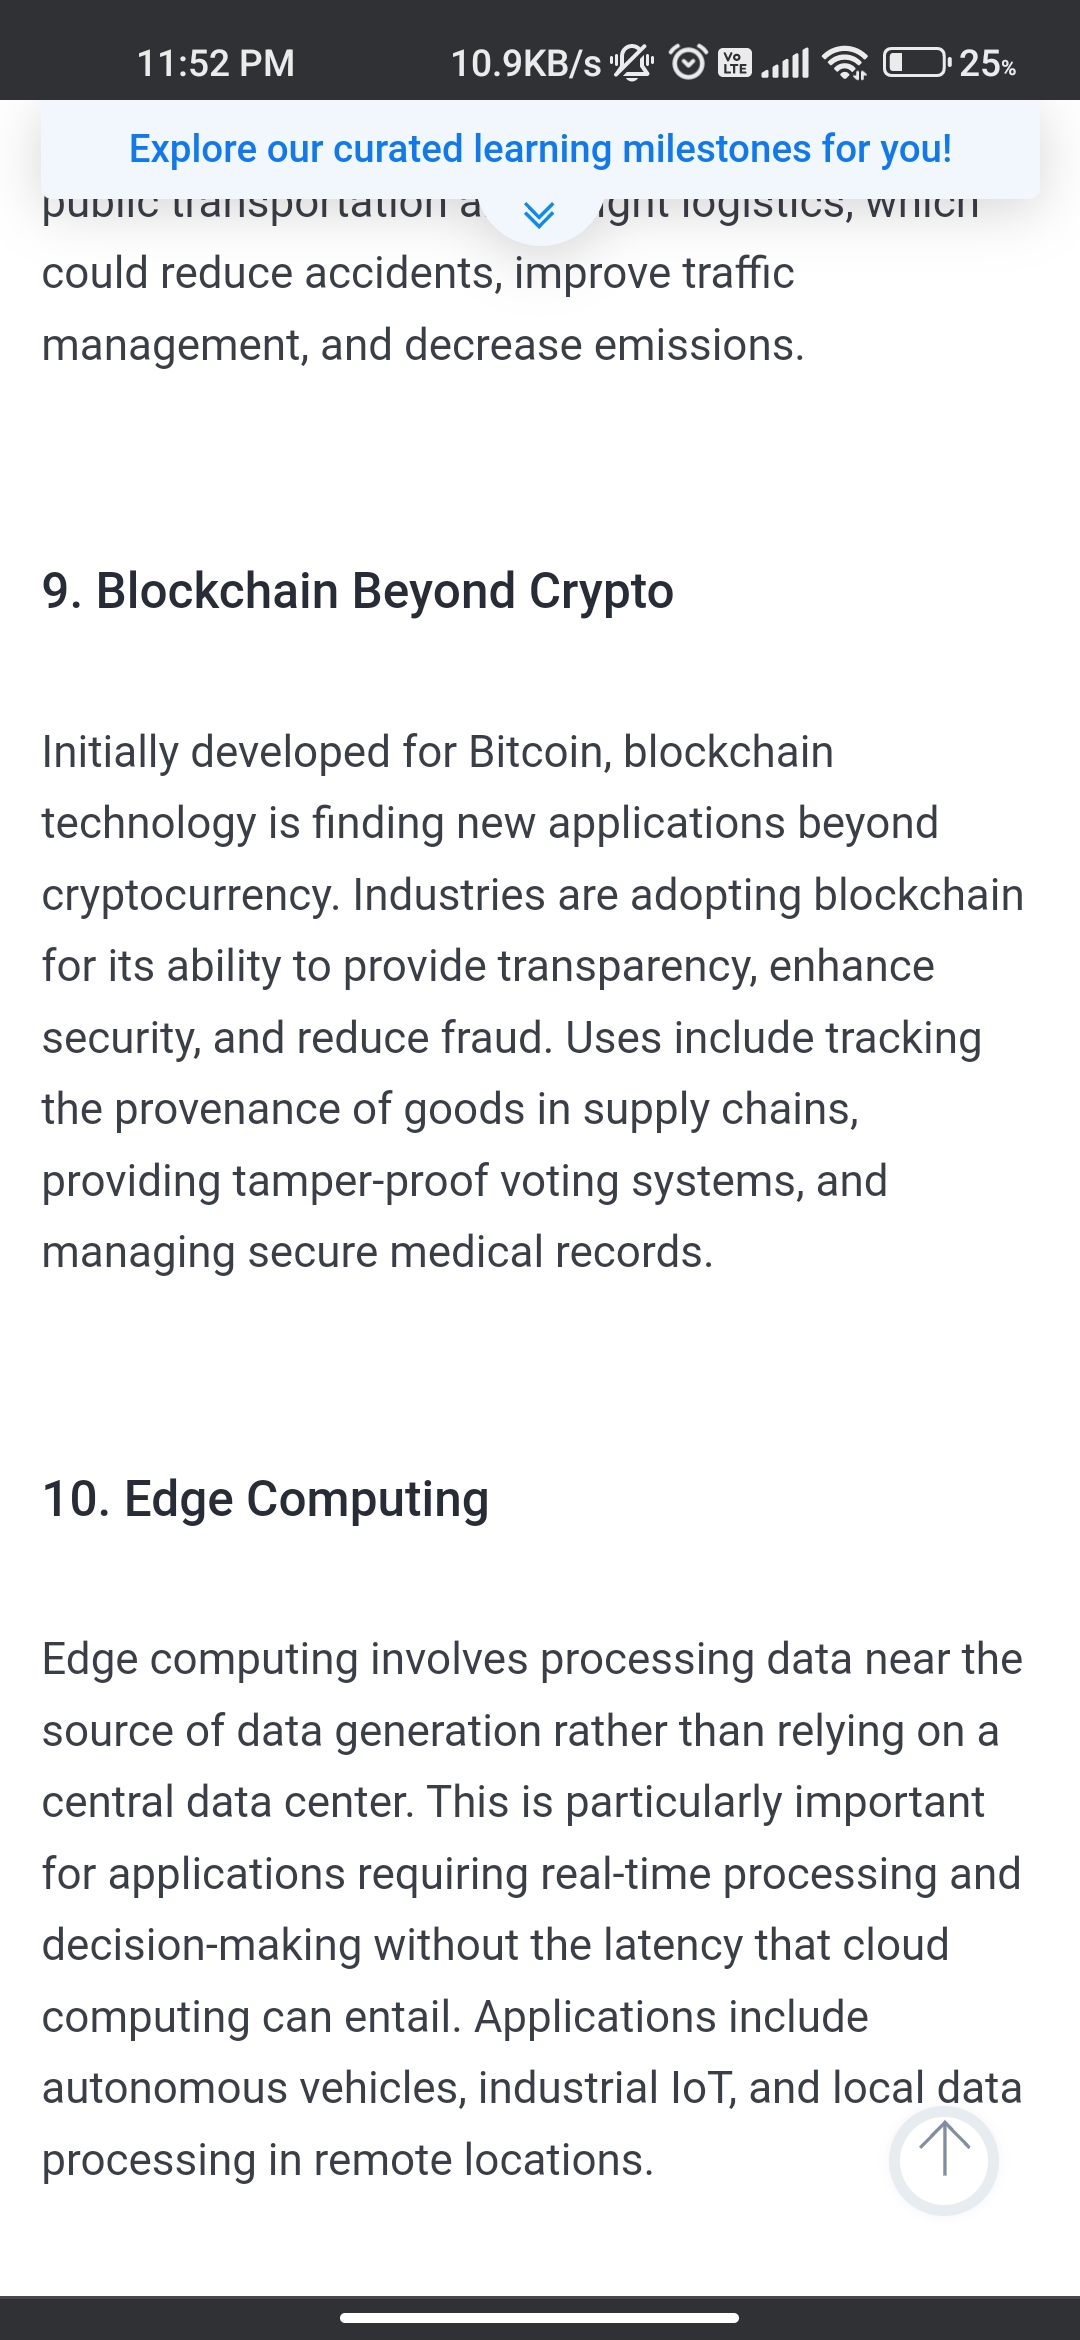 11:52 PM 10.9KB/s Vo LTE 25%
Explore our curated learning milestones for you!
public transportation a ght logistics, which
could reduce accidents, improve traffic
management, and decrease emissions.
9. Blockchain Beyond Crypto
Initially developed for Bitcoin, blockchain
technology is finding new applications beyond
cryptocurrency. Industries are adopting blockchain
for its ability to provide transparency, enhance
security, and reduce fraud. Uses include tracking
the provenance of goods in supply chains,
providing tamper-proof voting systems, and
managing secure medical records.
10. Edge Computing
Edge computing involves processing data near the
source of data generation rather than relying on a
central data center. This is particularly important
for applications requiring real-time processing and
decision-making without the latency that cloud
computing can entail. Applications include
autonomous vehicles, industrial IoT, and local data
processing in remote locations.